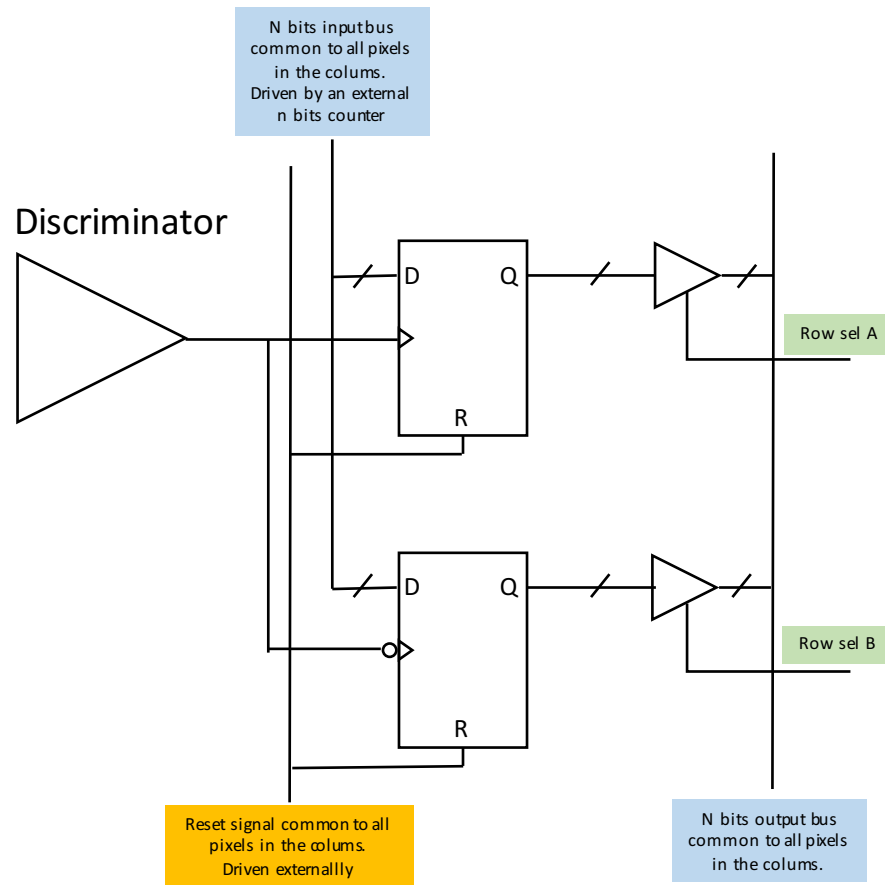 N bits input bus
common to all pixels
in the colums.
Driven by an external
n bits counter
Discriminator
D
Q
Row sel A
R
D
Q
Row sel B
R
Reset signal common to all
pixels in the colums.
Driven externallly
N bits output bus
common to all pixels
in the colums.